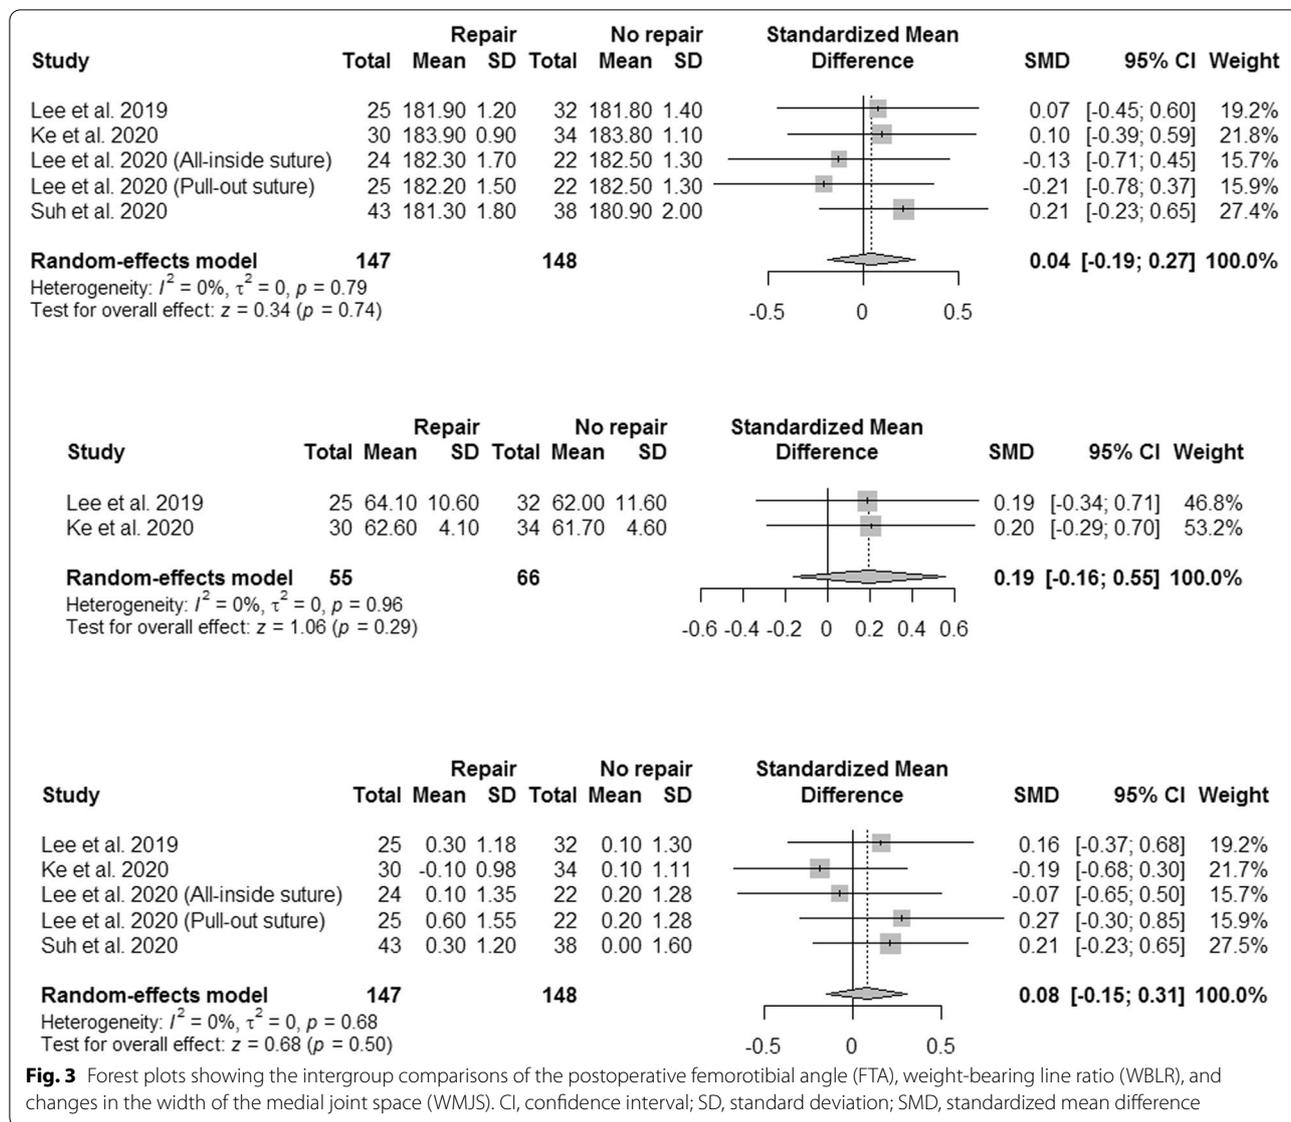 Repair No repair Standardized Mean
Study Total Mean SD Total Mean SD Difference SMD 95% CI Weight
Lee et al. 2019 25 181.90 1.20 32 181.80 1.40 0.07 [-0.45; 0.60] 19.2%
Ke et al. 2020 30 183.90 0.90 34 183.80 1.10 0.10 [-0.39; 0.59] 21.8%
Lee et al. 2020 (All-inside suture) 24 182.30 1.70 22 182.50 1.30 -0.13 [-0.71; 0.45] 15.7%
Lee et al. 2020 (Pull-out suture) 25 182.20 1.50 22 182.50 1.30 -0.21 [-0.78; 0.37] 15.9%
Suh et al. 2020 43 181.30 1.80 38 180.90 2.00 0.21 [-0.23; 0.65] 27.4%
Random-effects model 147 148 0.04 [-0.19; 0.27] 100.0%
Heterogeneity: I² = 0%, τ² = 0, p = 0.79
Test for overall effect: z = 0.34 (p = 0.74)
-0.5 0 0.5
Repair No repair Standardized Mean
Study Total Mean SD Total Mean SD Difference SMD 95% CI Weight
Lee et al. 2019 25 64.10 10.60 32 62.00 11.60 0.19 [-0.34; 0.71] 46.8%
Ke et al. 2020 30 62.60 4.10 34 61.70 4.60 0.20 [-0.29; 0.70] 53.2%
Random-effects model 55 66 0.19 [-0.16; 0.55] 100.0%
Heterogeneity: I² = 0%, τ² = 0, p = 0.96
Test for overall effect: z = 1.06 (p = 0.29)
-0.6 -0.4 -0.2 0 0.2 0.4 0.6
Repair No repair Standardized Mean
Study Total Mean SD Total Mean SD Difference SMD 95% CI Weight
Lee et al. 2019 25 0.30 1.18 32 0.10 1.30 0.16 [-0.37; 0.68] 19.2%
Ke et al. 2020 30 -0.10 0.98 34 0.10 1.11 -0.19 [-0.68; 0.30] 21.7%
Lee et al. 2020 (All-inside suture) 24 0.10 1.35 22 0.20 1.28 -0.07 [-0.65; 0.50] 15.7%
Lee et al. 2020 (Pull-out suture) 25 0.60 1.55 22 0.20 1.28 0.27 [-0.30; 0.85] 15.9%
Suh et al. 2020 43 0.30 1.20 38 0.00 1.60 0.21 [-0.23; 0.65] 27.5%
Random-effects model 147 148 0.08 [-0.15; 0.31] 100.0%
Heterogeneity: I² = 0%, τ² = 0, p = 0.68
Test for overall effect: z = 0.68 (p = 0.50)
-0.5 0 0.5
Fig. 3 Forest plots showing the intergroup comparisons of the postoperative femorotibial angle (FTA), weight-bearing line ratio (WBLR), and
changes in the width of the medial joint space (WMJS). CI, confidence interval; SD, standard deviation; SMD, standardized mean difference